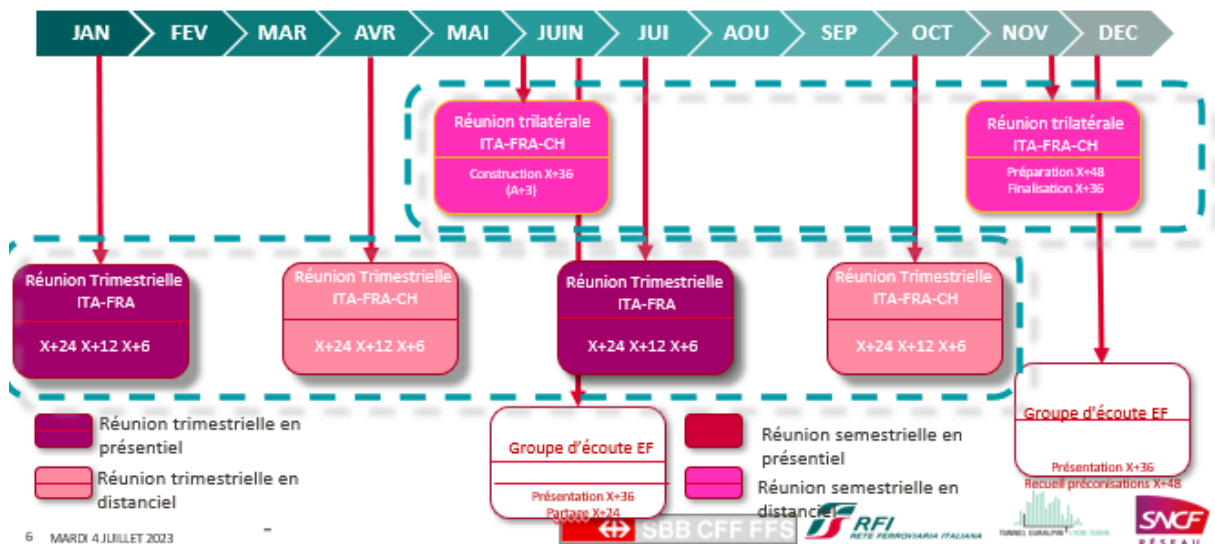 JAN FEV MAR AVR MAI JUIN JUI AOU SEP OCT NOV DEC
Réunion trilatérale
ITA-FRA-CH
Construction X+36
(A+3)
Réunion trilatérale
ITA-FRA-CH
Préparation X+48
Finalisation X+36
Réunion Trimestrielle
ITA-FRA
X+24 X+12 X+6
Réunion Trimestrielle
ITA-FRA-CH
X+24 X+12 X+6
Réunion Trimestrielle
ITA-FRA
X+24 X+12 X+6
Réunion Trimestrielle
ITA-FRA-CH
X+24 X+12 X+6
Groupe d'écoute EF
Présentation X+36
Partage X+24
Groupe d'écoute EF
Présentation X+36
Recueil préconisations X+48
Réunion trimestrielle en
présentiel
Réunion trimestrielle en
distanciel
Réunion semestrielle en
présentiel
Réunion semestrielle en
distanciel
6 MARDI 4 JUILLET 2023
SBB CFF FFS
RFI
RETE FERROVIARIA ITALIANA
TUNNEL EURALPIN LYON TURIN
SNCF
RÉSEAU